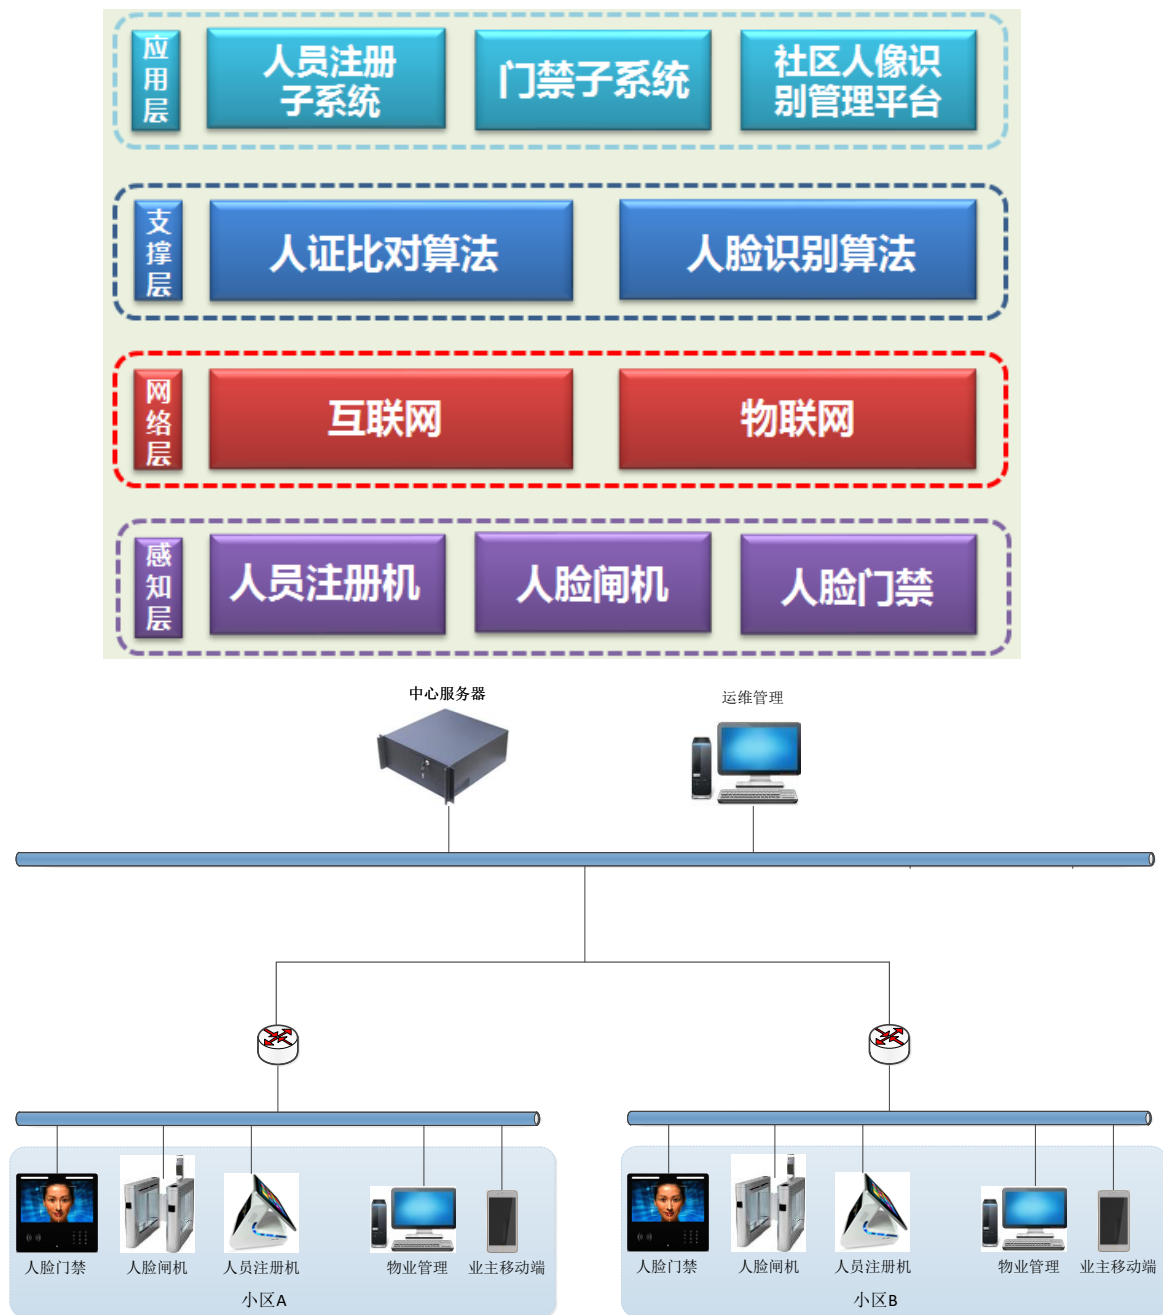 应用层
人员注册
子系统
门禁子系统
社区人像识
别管理平台
支撑层
人证比对算法
人脸识别算法
网络层
互联网
物联网
感知层
人员注册机
人脸闸机
人脸门禁
中心服务器
运维管理
人脸门禁
人脸闸机
人员注册机
物业管理
业主移动端
小区A
人脸门禁
人脸闸机
人员注册机
物业管理
业主移动端
小区B